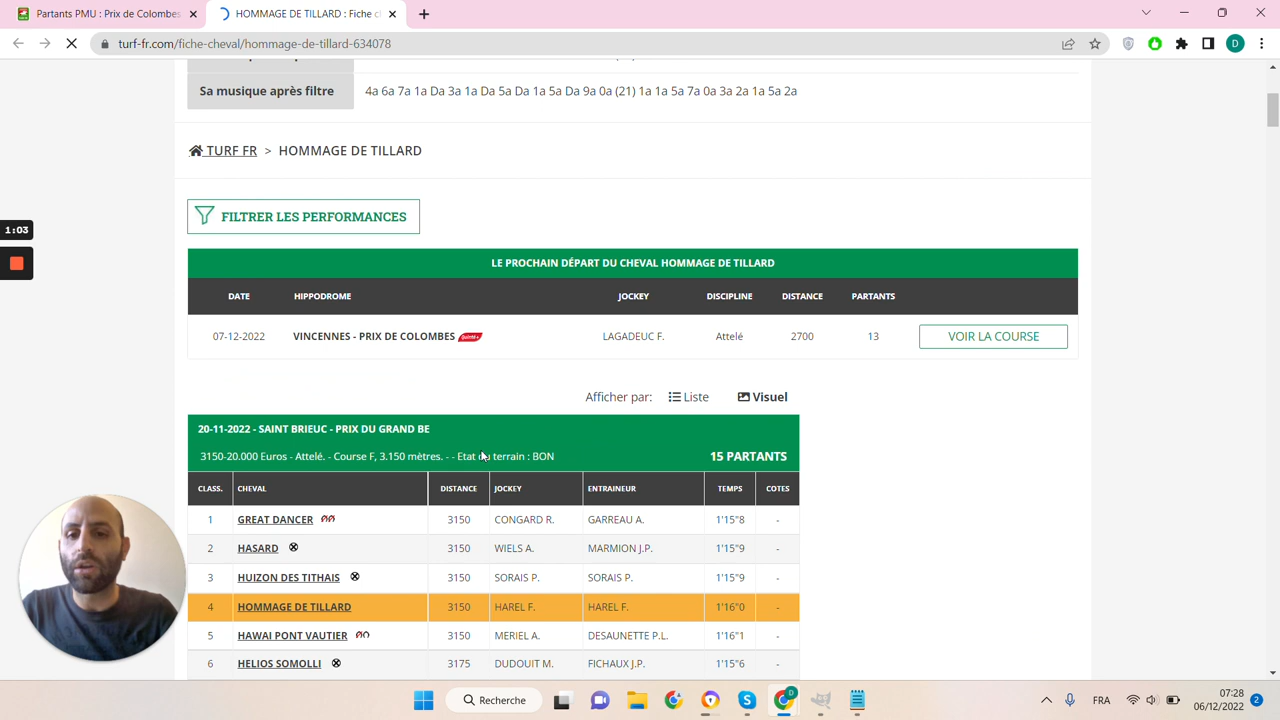 Partants PMU : Prix de Colombes
HOMMAGE DE TILLARD : Fiche c
turf-fr.com/fiche-cheval/hommage-de-tillard-634078
D
Sa musique après filtre
4a 6a 7a 1a Da 3a 1a Da 5a Da 1a 5a Da 9a 0a (21) 1a 1a 5a 7a 0a 3a 2a 1a 5a 2a
TURF FR > HOMMAGE DE TILLARD
FILTRER LES PERFORMANCES
1:03
LE PROCHAIN DÉPART DU CHEVAL HOMMAGE DE TILLARD
DATE HIPPODROME JOCKEY DISCIPLINE DISTANCE PARTANTS
07-12-2022 VINCENNES - PRIX DE COLOMBES Quinté+ LAGADEUC F. Attelé 2700 13 VOIR LA COURSE
Afficher par: Liste Visuel
20-11-2022 - SAINT BRIEUC - PRIX DU GRAND BE
3150-20.000 Euros - Attelé. - Course F, 3.150 mètres. - - Etat du terrain : BON 15 PARTANTS
CLASS. CHEVAL DISTANCE JOCKEY ENTRAINEUR TEMPS COTES
1 GREAT DANCER 3150 CONGARD R. GARREAU A. 1'15"8 -
2 HASARD 3150 WIELS A. MARMION J.P. 1'15"9 -
3 HUIZON DES TITHAIS 3150 SORAIS P. SORAIS P. 1'15"9 -
4 HOMMAGE DE TILLARD 3150 HAREL F. HAREL F. 1'16"0 -
5 HAWAI PONT VAUTIER 3150 MERIEL A. DESAUNETTE P.L. 1'16"1 -
6 HELIOS SOMOLLI 3175 DUDOUIT M. FICHAUX J.P. 1'15"6 -
Recherche
FRA
07:28
06/12/2022
2